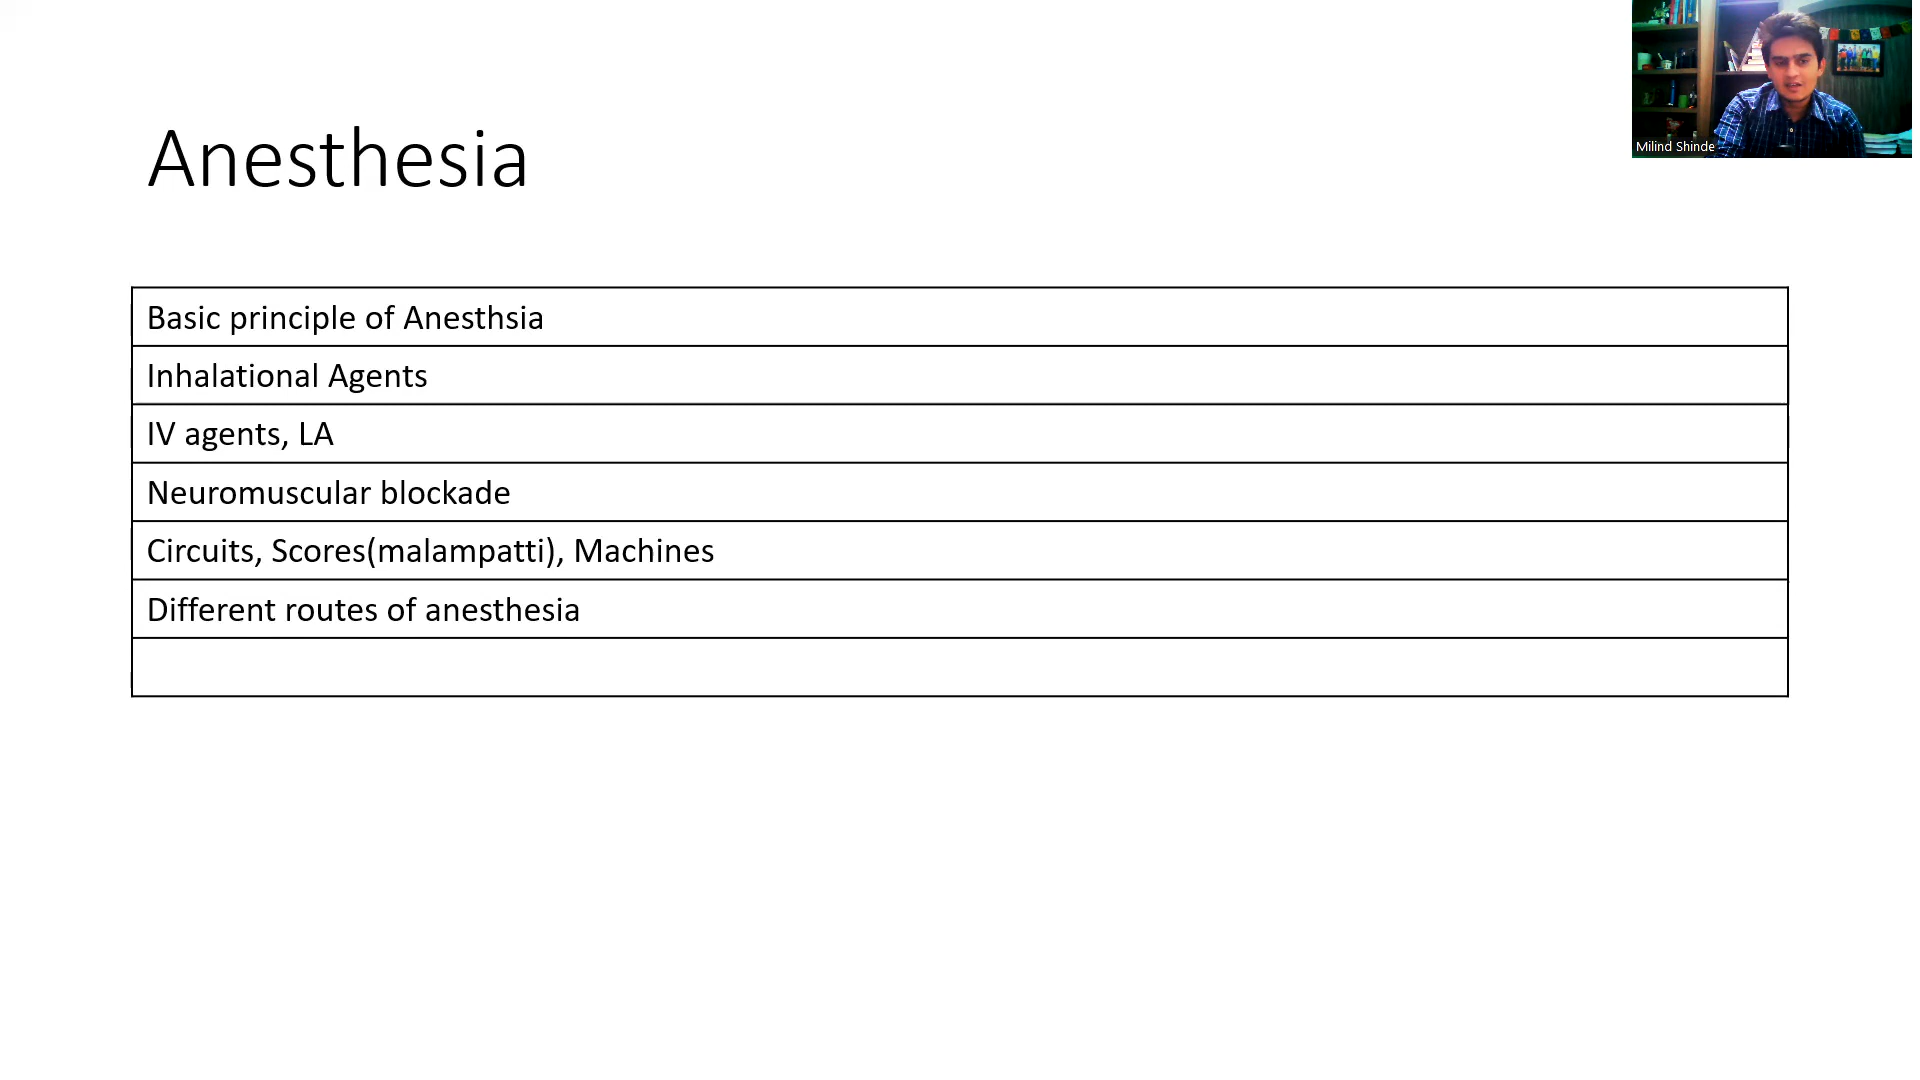 Milind Shinde
Anesthesia
Basic principle of Anesthsia
Inhalational Agents
IV agents, LA
Neuromuscular blockade
Circuits, Scores(malampatti), Machines
Different routes of anesthesia